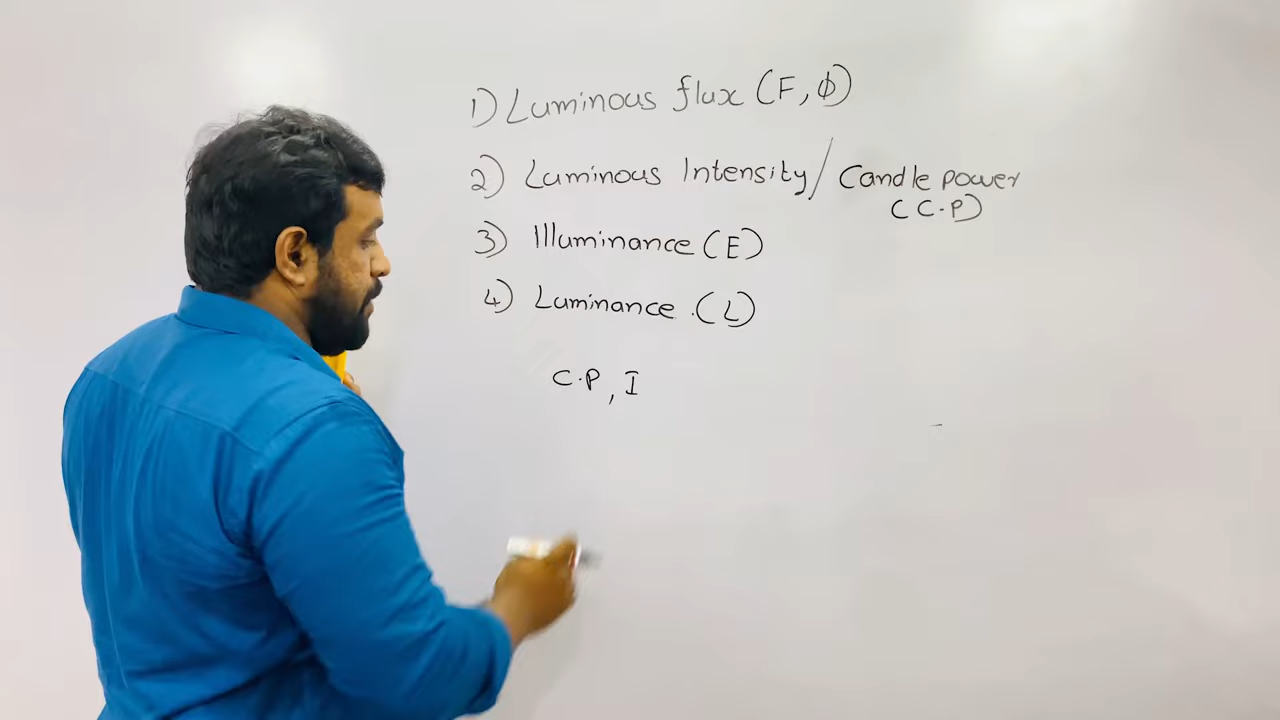 1) Luminous flux (F, Φ)
2) Luminous Intensity/ Candle power
(C.P)
3) Illuminance (E)
4) Luminance .(L)
C.P, I